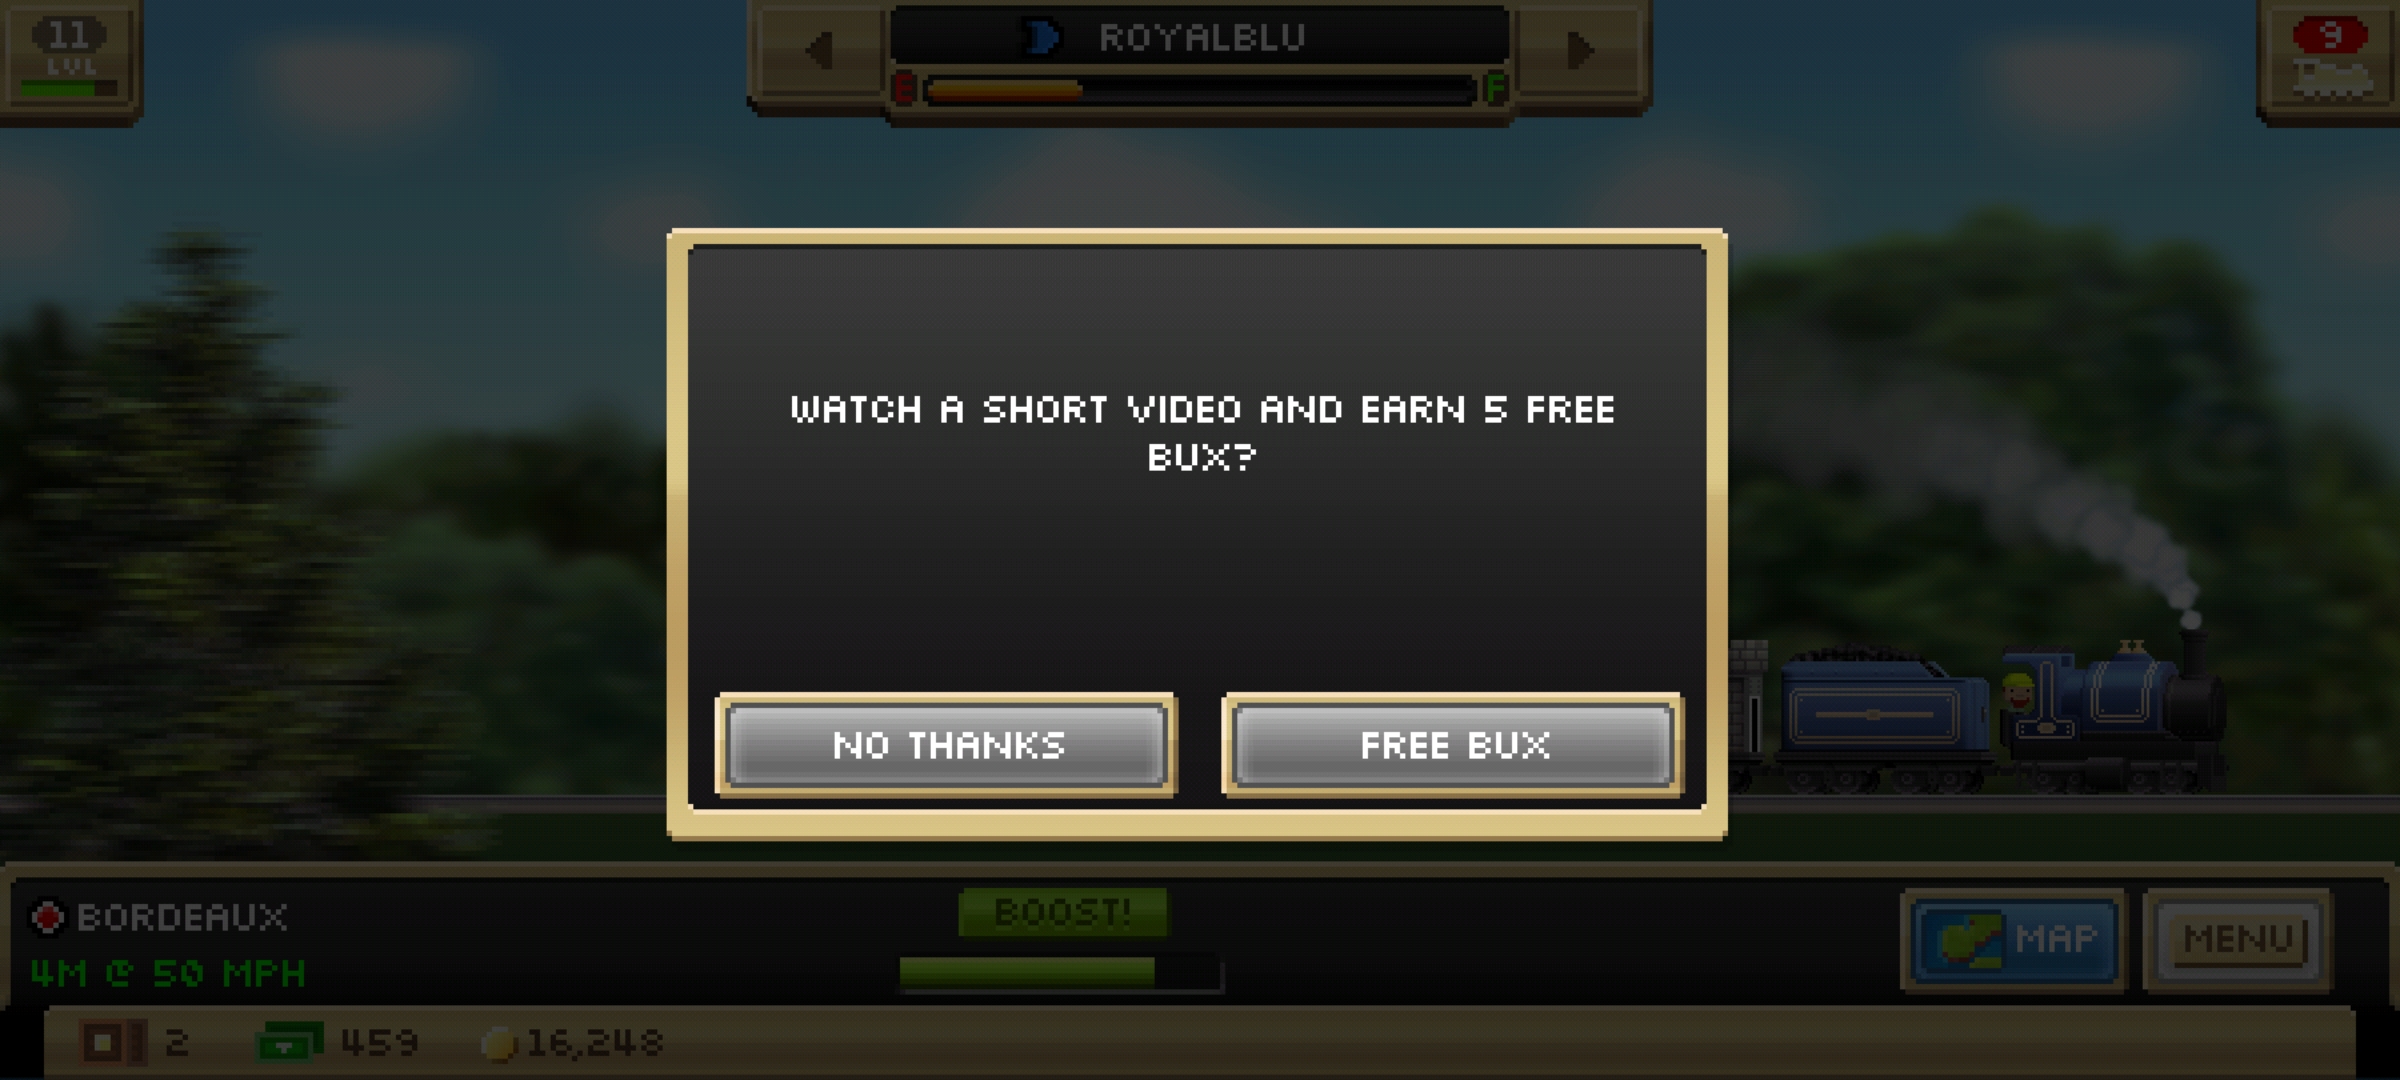 11
LVL
ROYALBLU
E
F
9
WATCH A SHORT VIDEO AND EARN 5 FREE
BUX?
NO THANKS
FREE BUX
BORDEAUX
4M @ 50 MPH
BOOST!
MAP
MENU
2
459
16,248